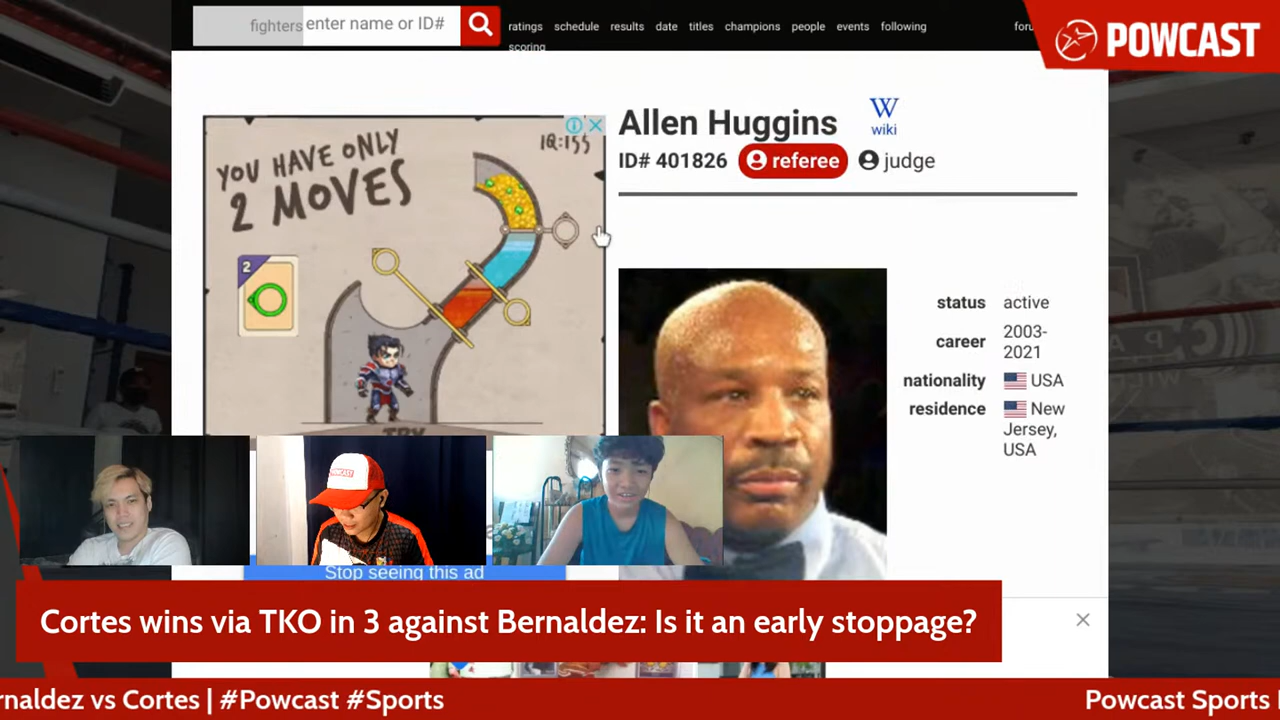 fighters enter name or ID#
ratings schedule results date titles champions people events following
scoring
POWCAST
YOU HAVE ONLY
2 MOVES
IQ:155
2
Allen Huggins
W
wiki
ID# 401826 referee judge
status active
career 2003-
2021
nationality USA
residence New
Jersey,
USA
POWCAST
Stop seeing this ad
Cortes wins via TKO in 3 against Bernaldez: Is it an early stoppage?
rnaldez vs Cortes | #Powcast #Sports
Powcast Sports